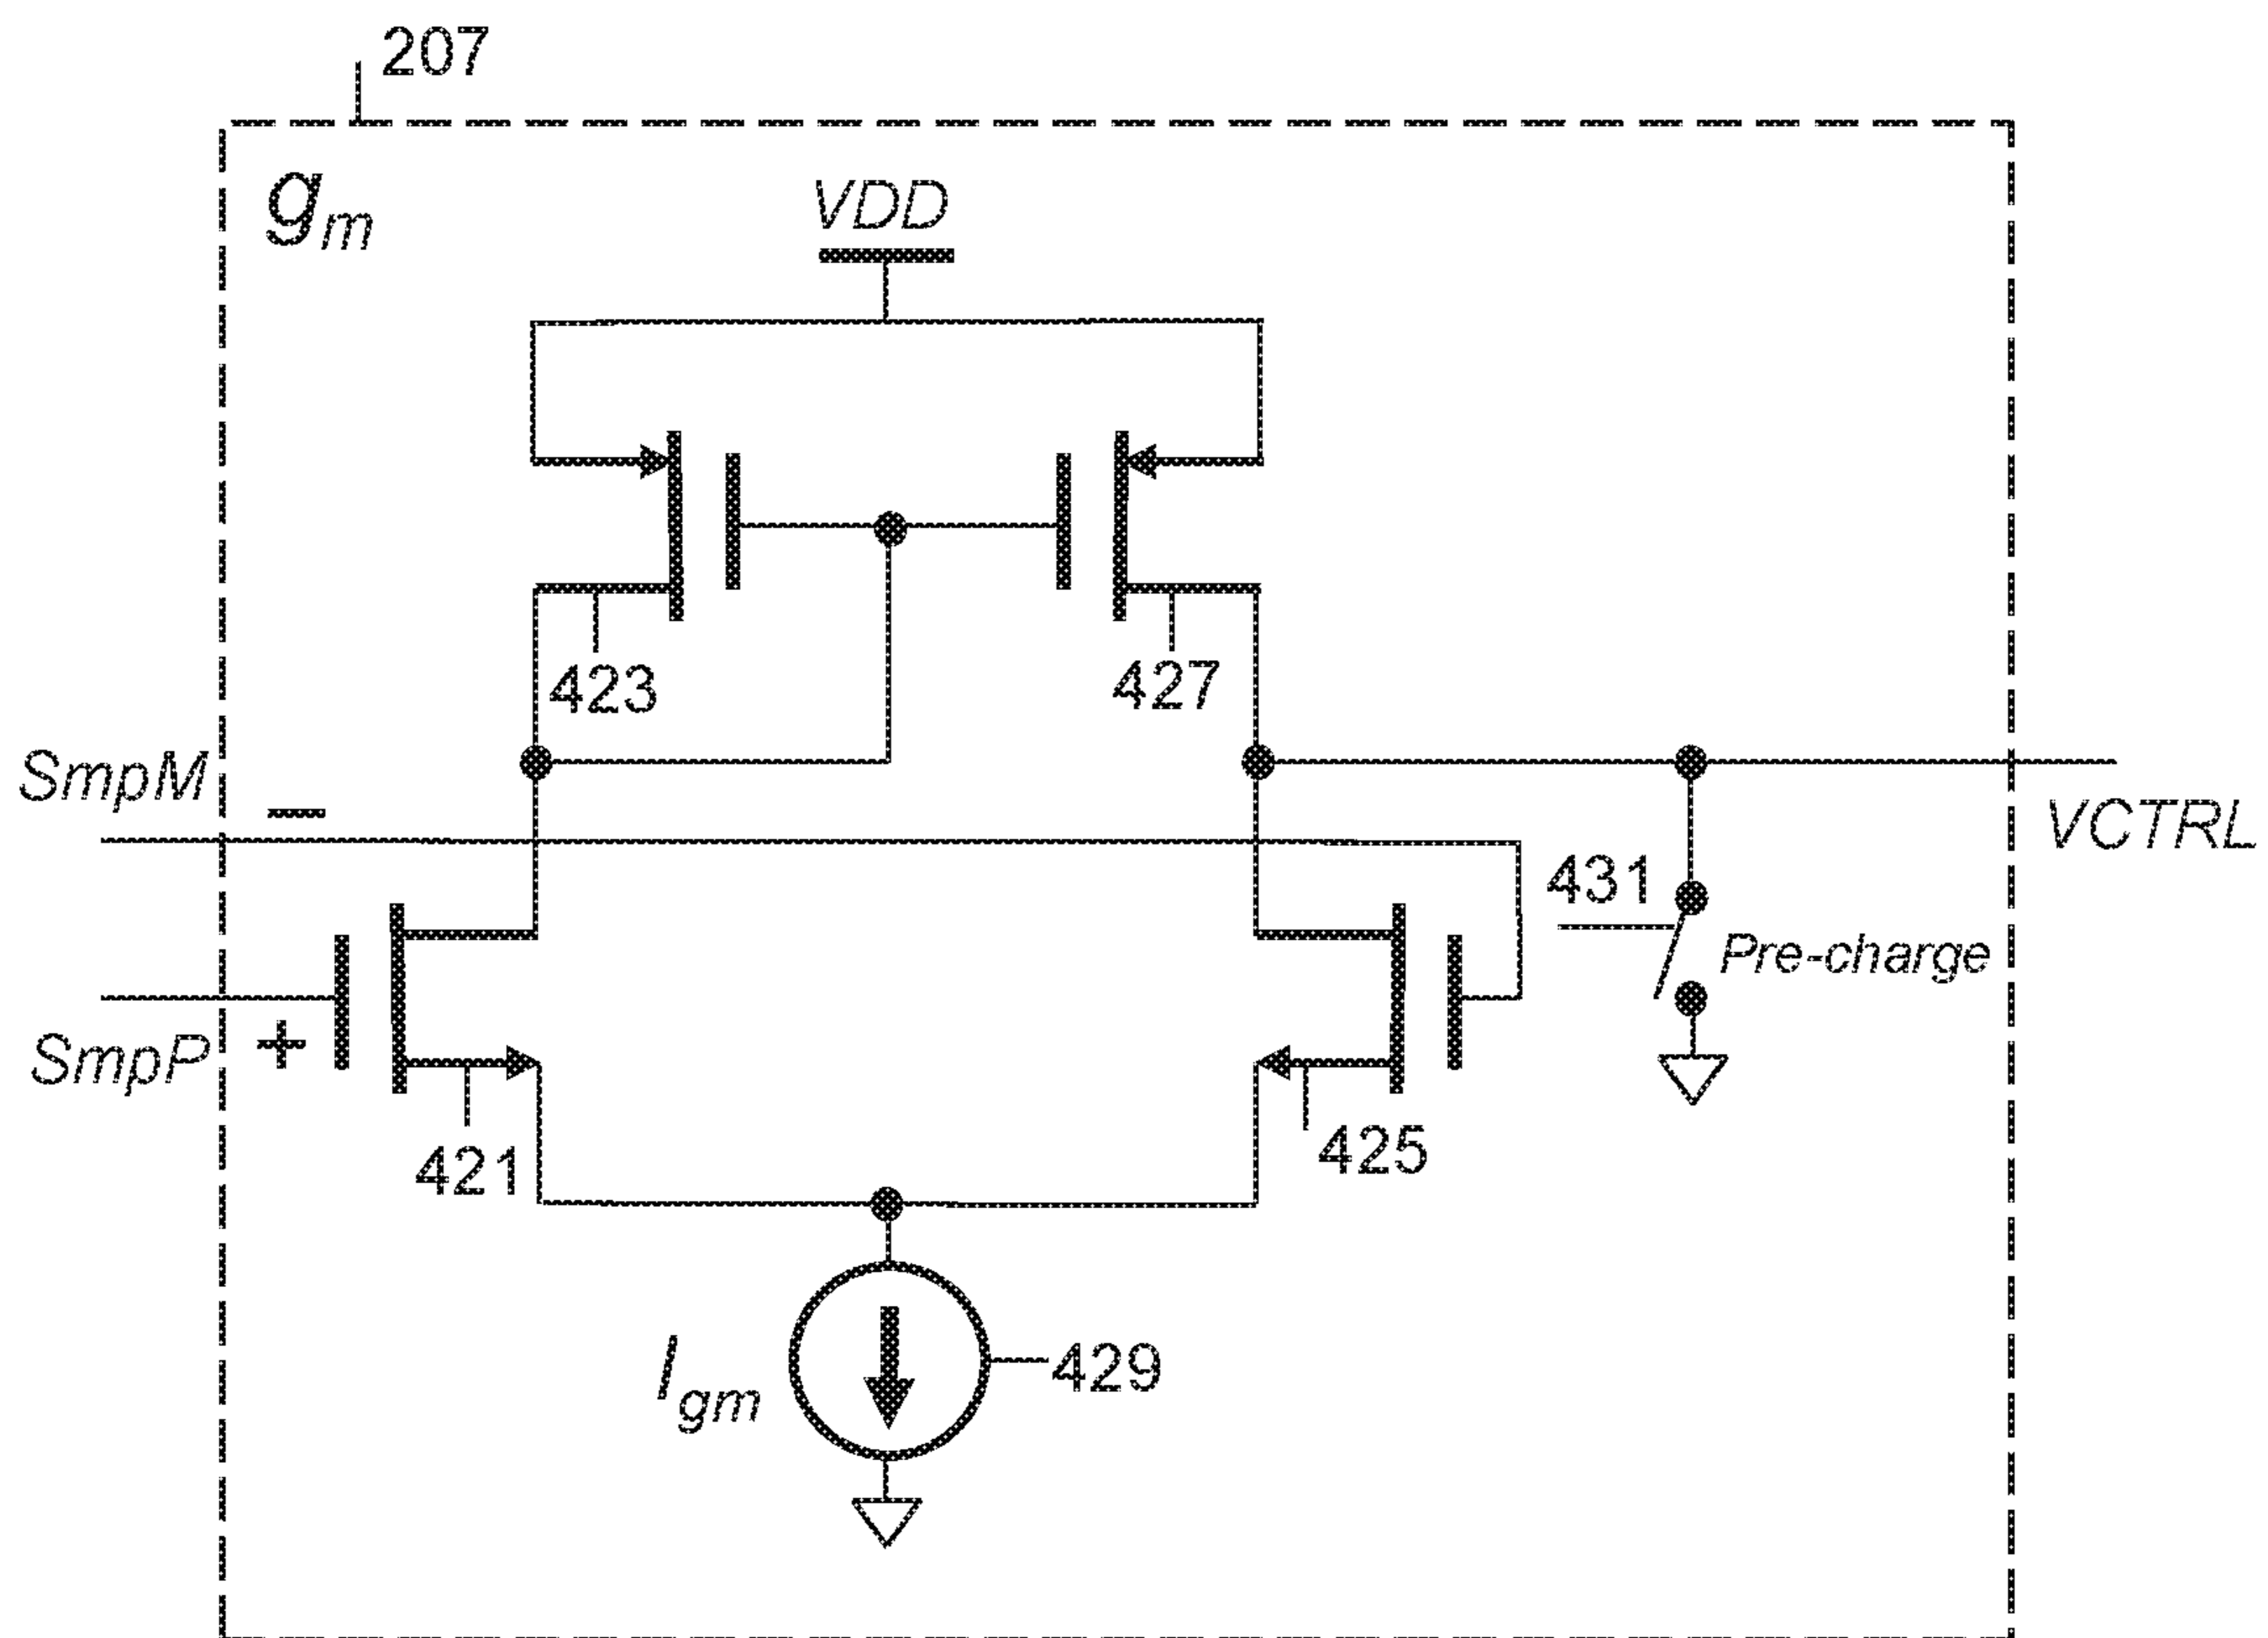 207
gm
VDD
423
427
SmpM
−
VCTRL
431
Pre-charge
SmpP
+
421
425
Igm
429